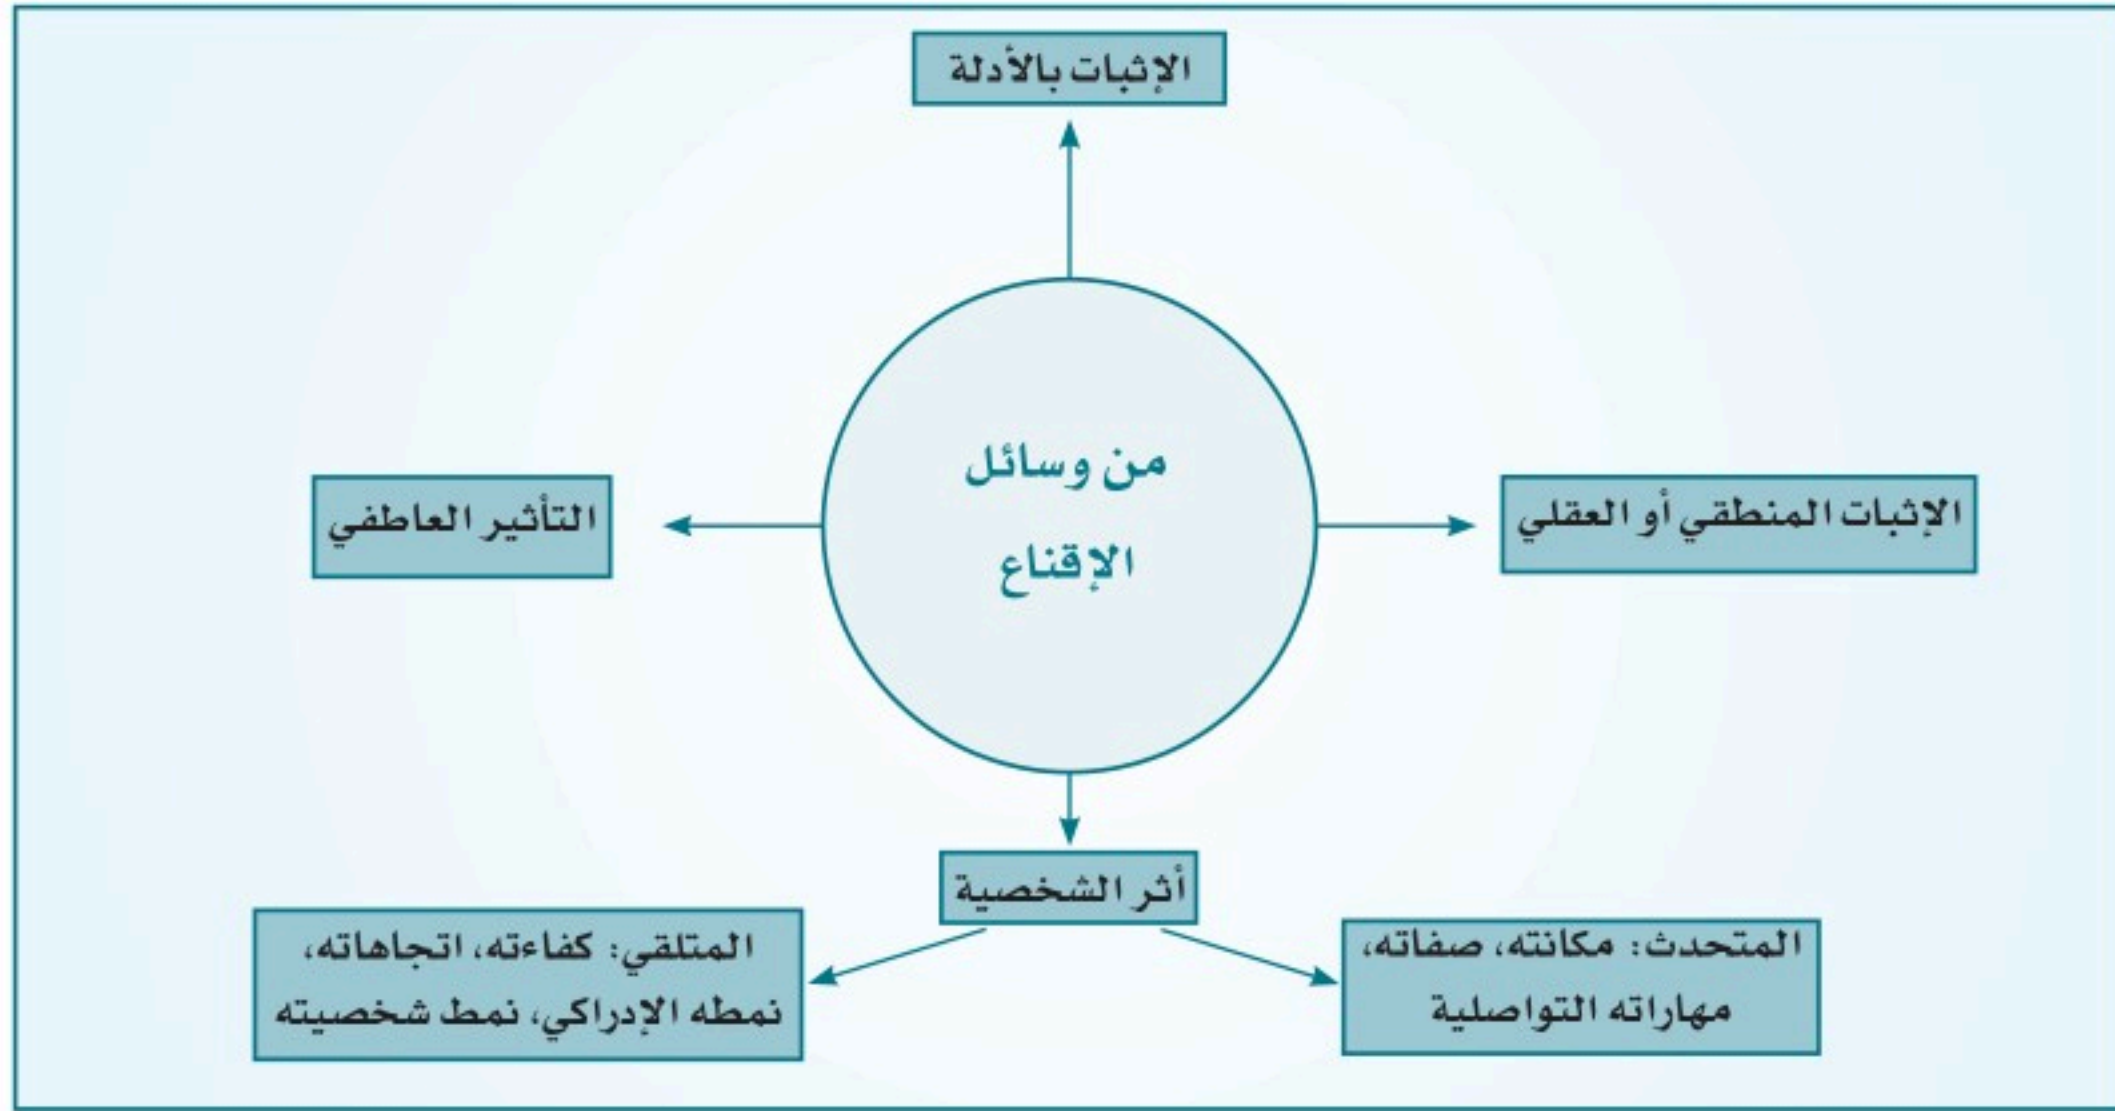 الإثبات بالأدلة
من وسائل
الإقناع
الإثبات المنطقي أو العقلي
التأثير العاطفي
أثر الشخصية
المتحدث: مكانته، صفاته،
مهاراته التواصلية
المتلقي: كفاءته، اتجاهاته،
نمطه الإدراكي، نمط شخصيته